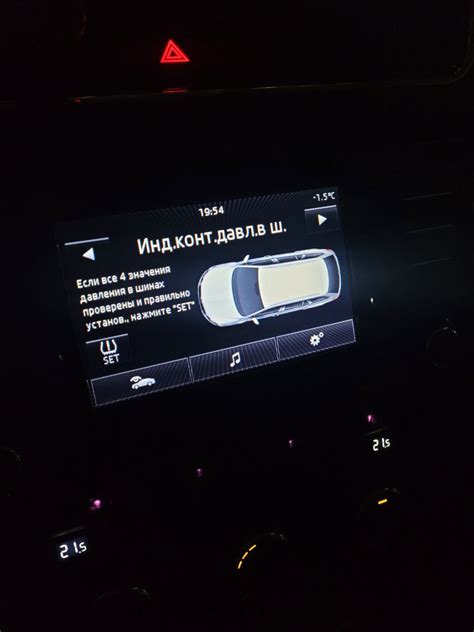 19:54
-1.5°C
Инд.конт.давл.в ш.
Если все 4 значения
давления в шинах
проверены и правильно
установ., нажмите "SET"
SET
21.5
21.5